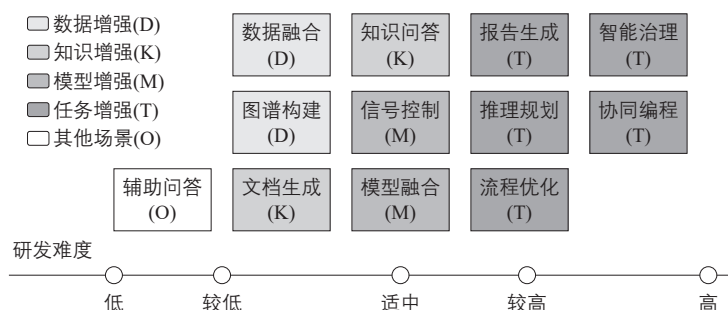 数据增强(D)
知识增强(K)
模型增强(M)
任务增强(T)
其他场景(O)
数据融合
(D)
知识问答
(K)
报告生成
(T)
智能治理
(T)
图谱构建
(D)
信号控制
(M)
推理规划
(T)
协同编程
(T)
辅助问答
(O)
文档生成
(K)
模型融合
(M)
流程优化
(T)
研发难度
低
较低
适中
较高
高